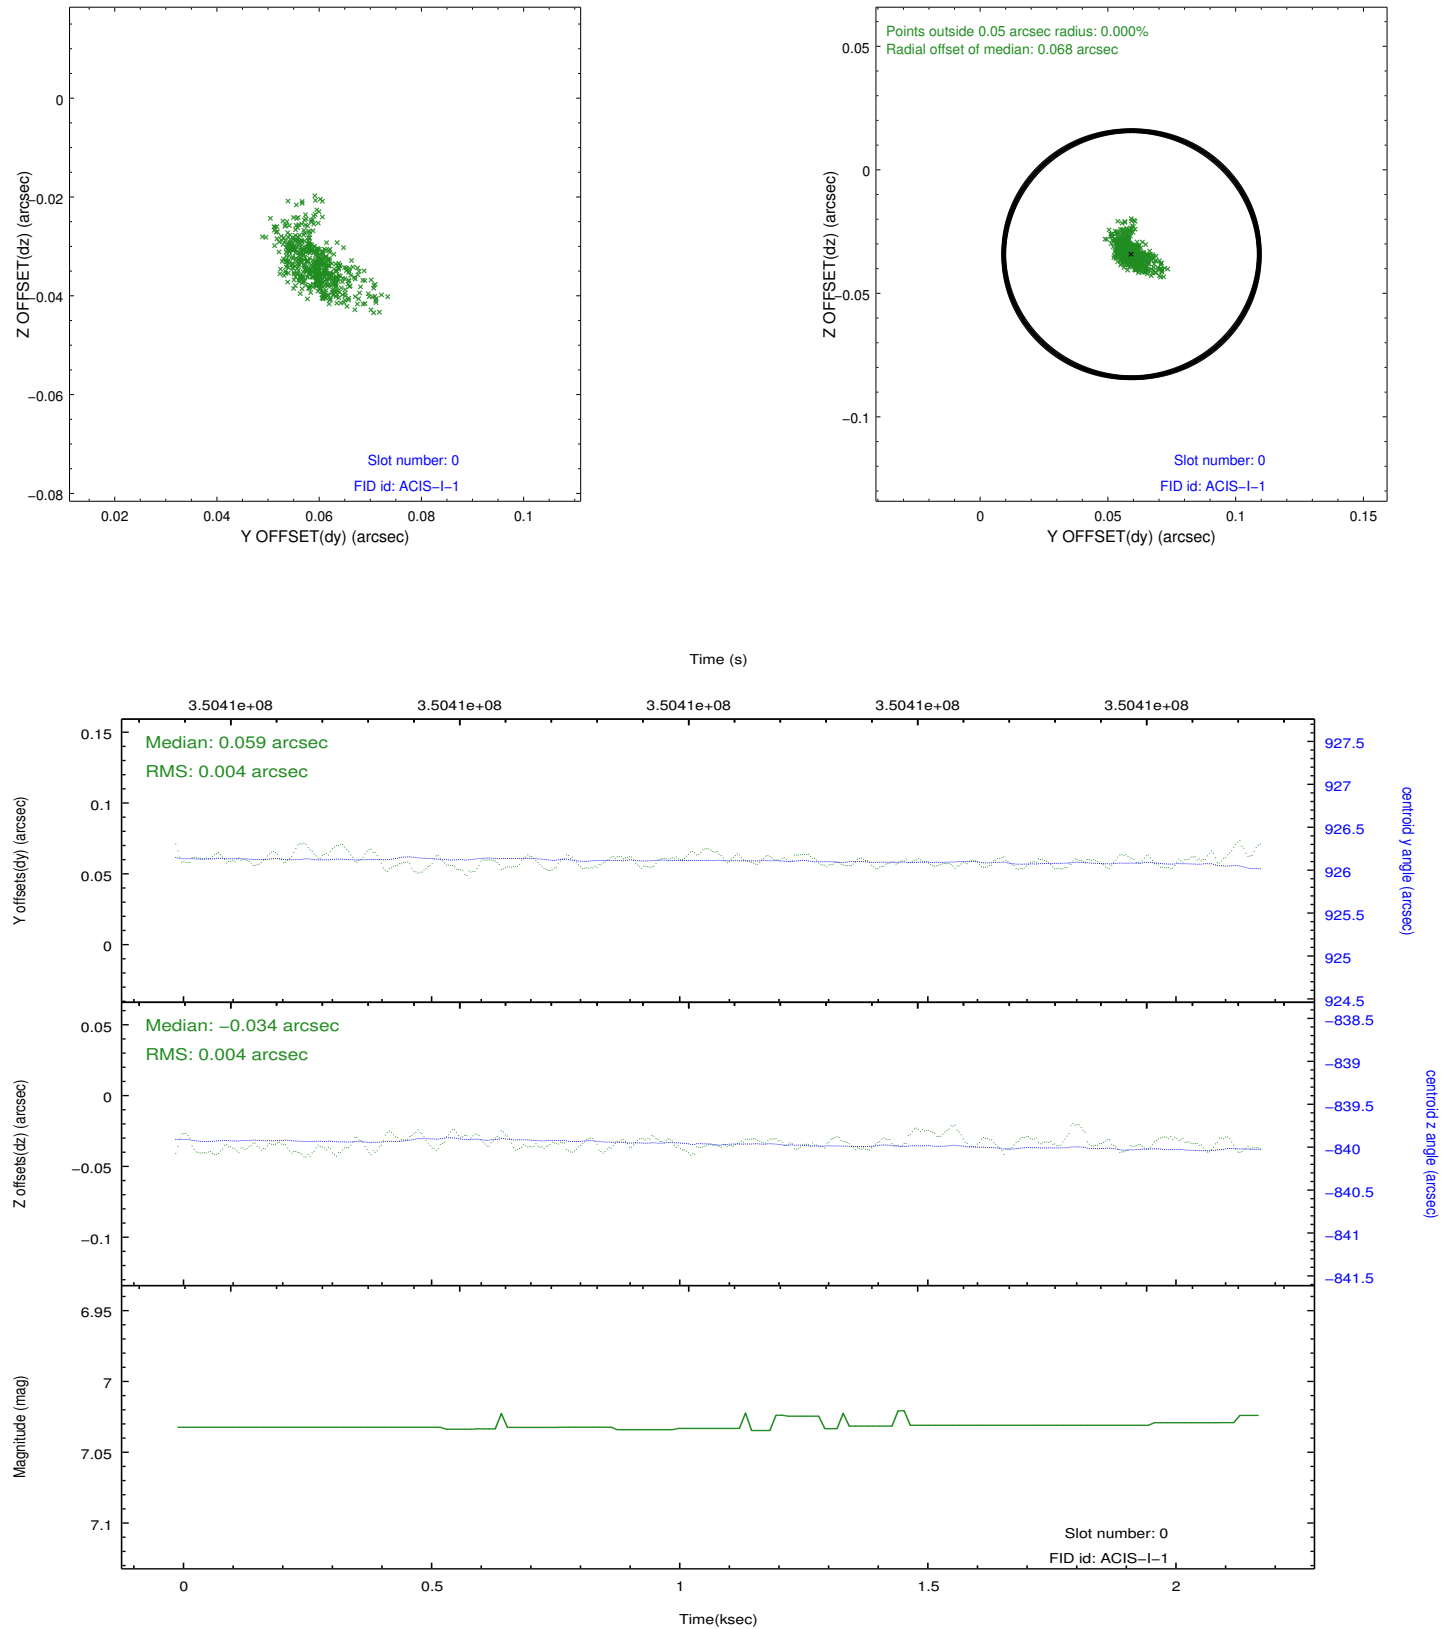 0
−0.02
−0.04
−0.06
−0.08
Z OFFSET(dz) (arcsec)
Slot number: 0
FID id: ACIS−I−1
0.02
0.04
0.06
0.08
0.1
Y OFFSET(dy) (arcsec)
Points outside 0.05 arcsec radius: 0.000%
Radial offset of median: 0.068 arcsec
0.05
0
−0.05
−0.1
Z OFFSET(dz) (arcsec)
Slot number: 0
FID id: ACIS−I−1
0
0.05
0.1
0.15
Y OFFSET(dy) (arcsec)
Time (s)
3.5041e+08
3.5041e+08
3.5041e+08
3.5041e+08
3.5041e+08
Median: 0.059 arcsec
RMS: 0.004 arcsec
0.15
0.1
0.05
0
Y offsets(dy) (arcsec)
927.5
927
926.5
926
925.5
925
924.5
centroid y angle (arcsec)
Median: −0.034 arcsec
RMS: 0.004 arcsec
0.05
0
−0.05
−0.1
Z offsets(dz) (arcsec)
−838.5
−839
−839.5
−840
−840.5
−841
−841.5
centroid z angle (arcsec)
6.95
7
7.05
7.1
Magnitude (mag)
Slot number: 0
FID id: ACIS−I−1
0
0.5
1
1.5
2
Time(ksec)